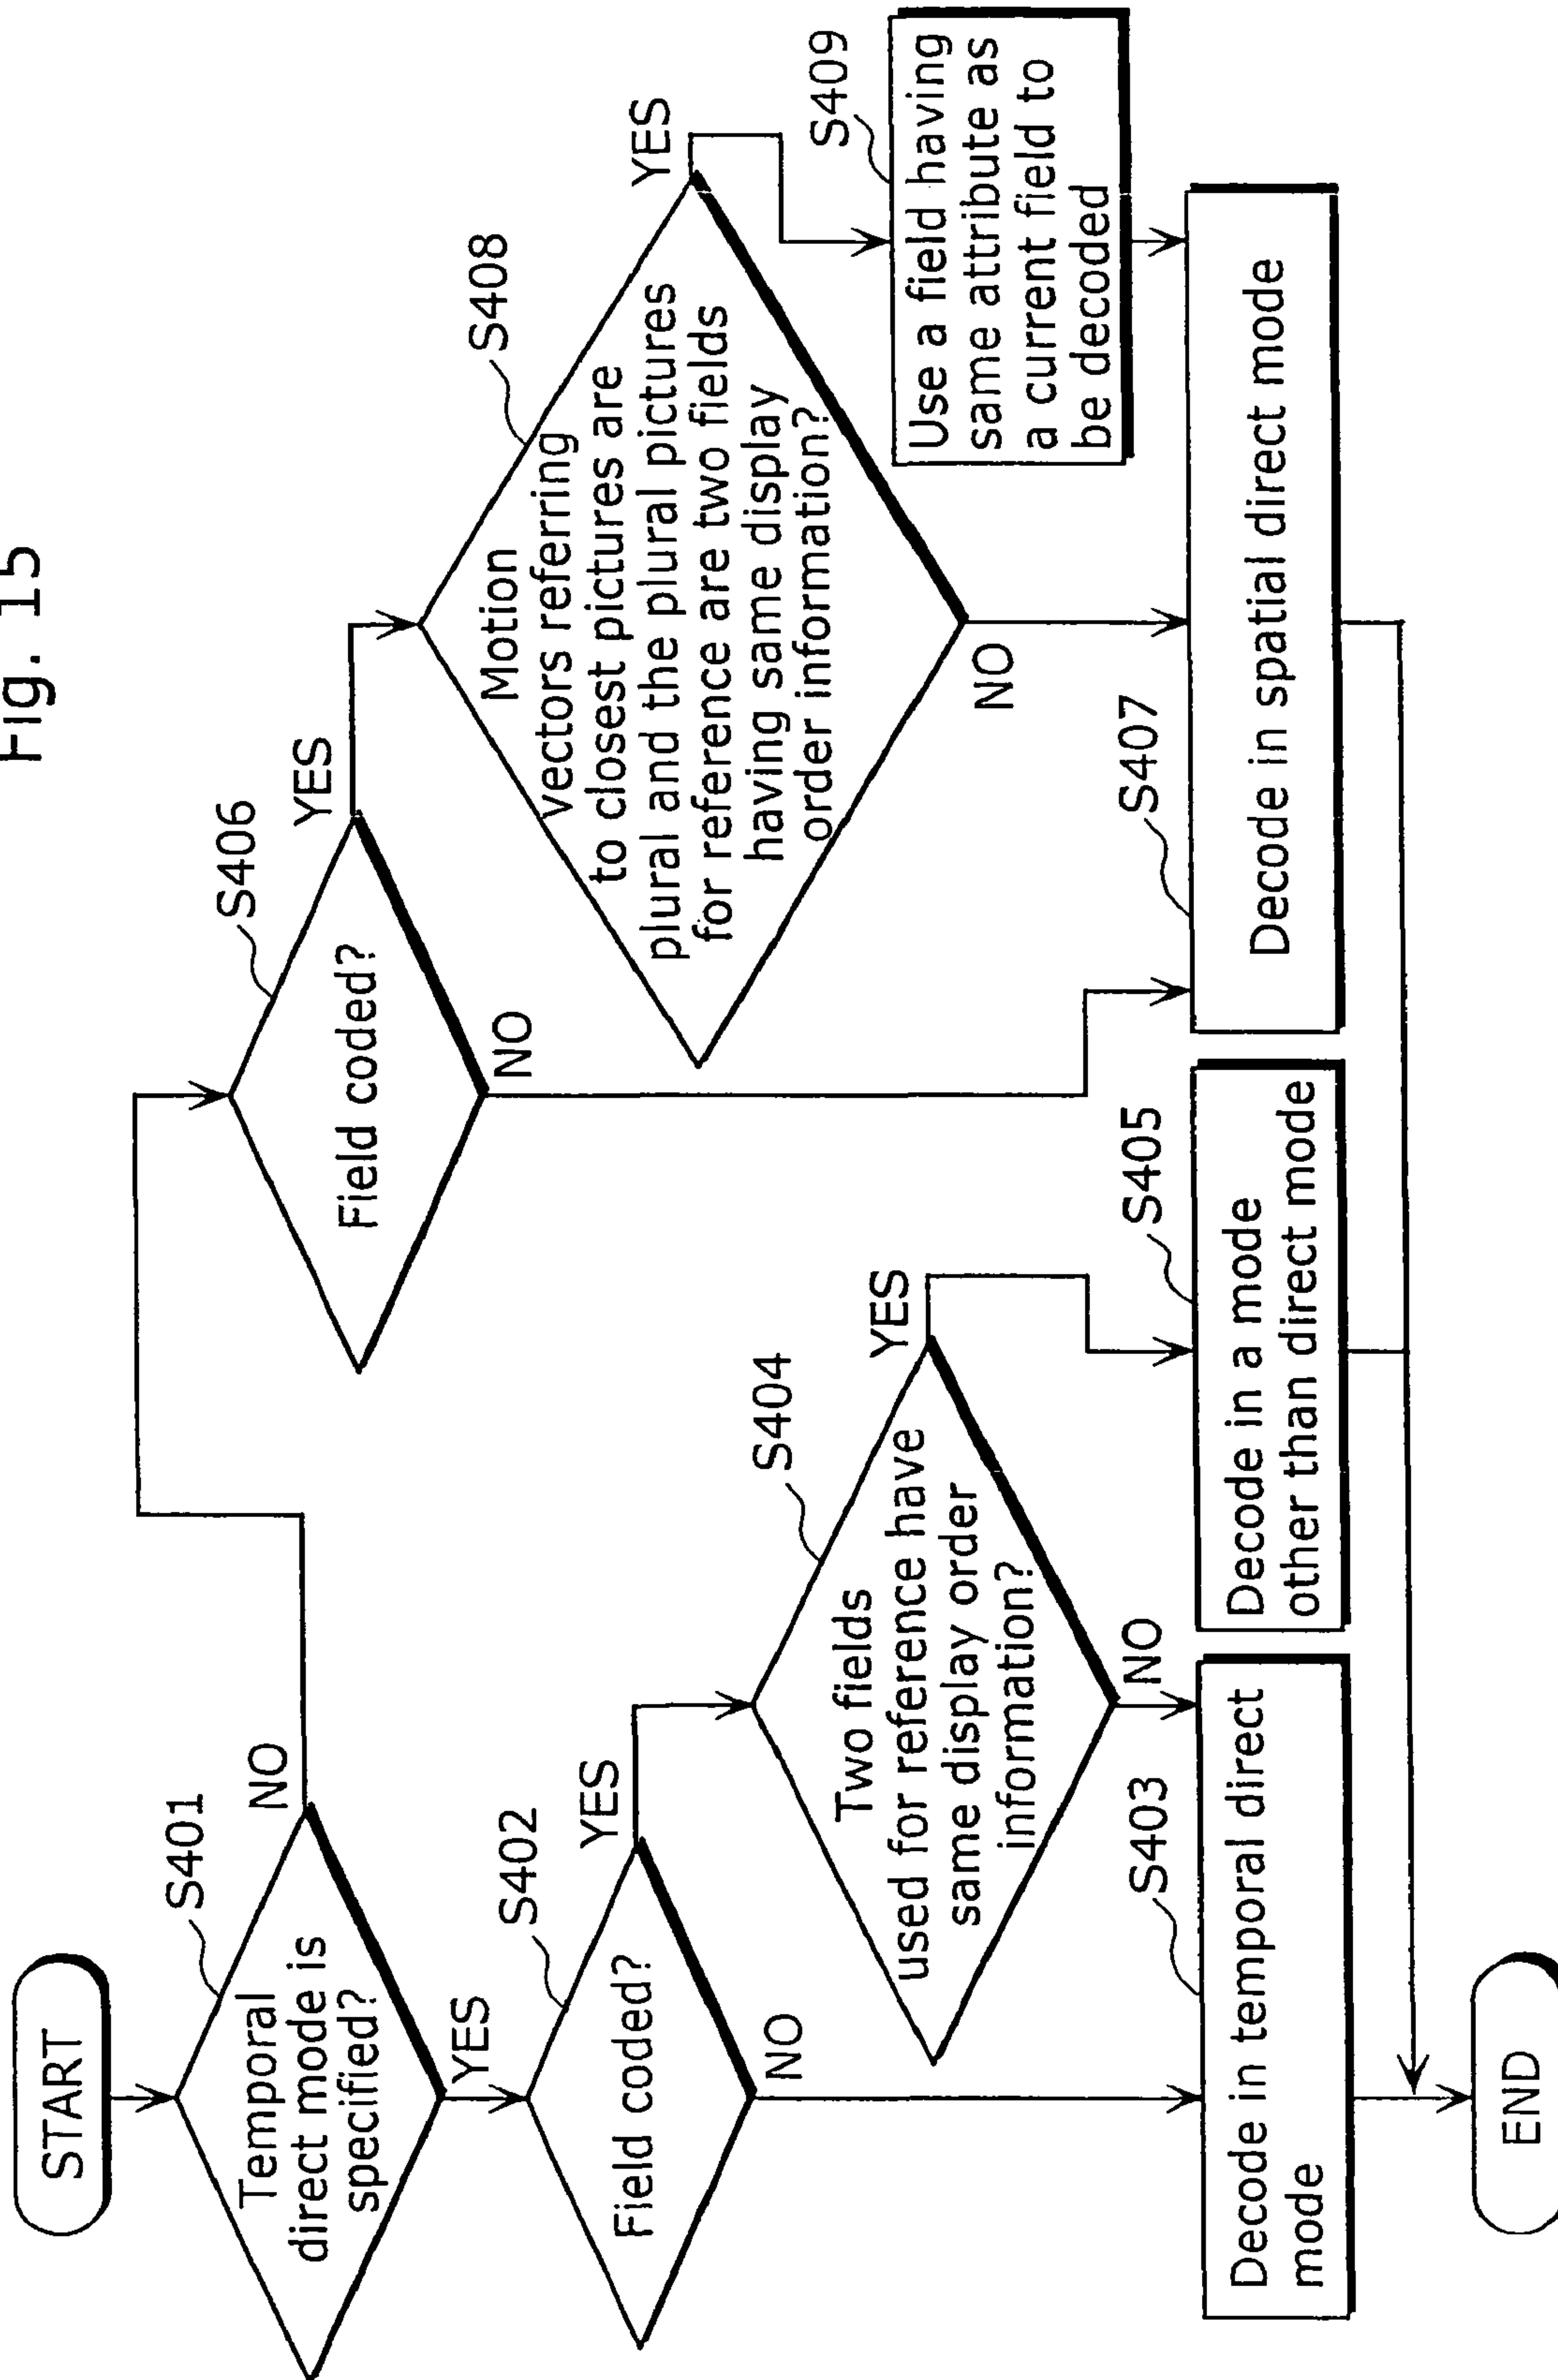 Fig. 15
START
S401
Temporal
direct mode is
specified?
NO
YES
S402
Field coded?
YES
NO
S404
Two fields
used for reference have
same display order
information?
YES
NO
S403
Decode in temporal direct
mode
S405
Decode in a mode
other than direct mode
S406
Field coded?
YES
NO
S408
Motion
vectors referring
to closest pictures are
plural and the plural pictures
for reference are two fields
having same display
order information?
YES
NO
S409
Use a field having
same attribute as
a current field to
be decoded
S407
Decode in spatial direct mode
END